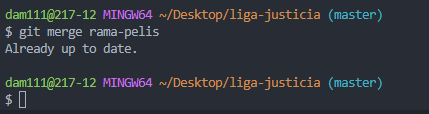 dam111@217-12 MINGW64 ~/Desktop/liga-justicia (master)
$ git merge rama-pelis
Already up to date.
dam111@217-12 MINGW64 ~/Desktop/liga-justicia (master)
$